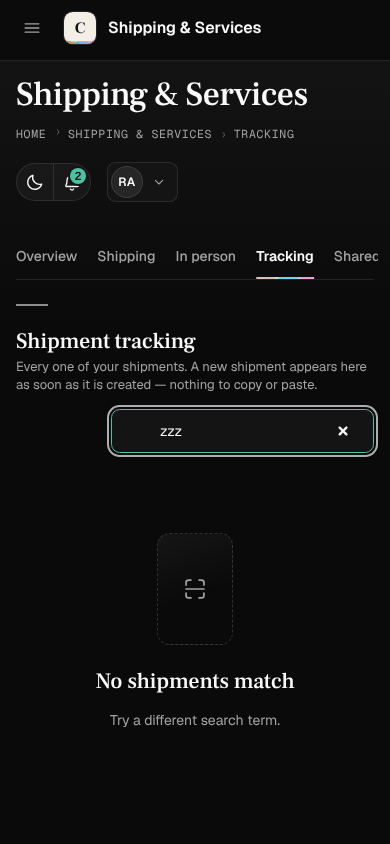 C Shipping & Services
Shipping & Services
HOME › SHIPPING & SERVICES › TRACKING
2
RA
Overview Shipping In person Tracking Shared
Shipment tracking
Every one of your shipments. A new shipment appears here
as soon as it is created — nothing to copy or paste.
zzz ×
No shipments match
Try a different search term.